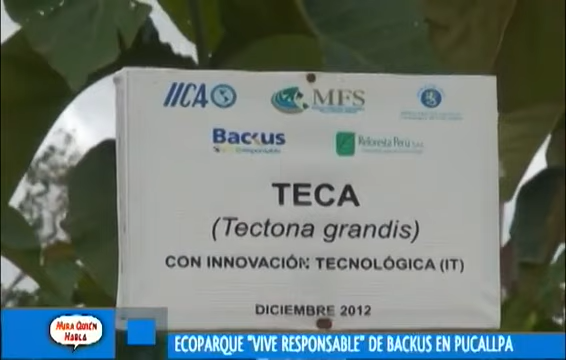 IICA
MFS
Backus
Reforesta Perú S.A.C.
TECA
(Tectona grandis)
CON INNOVACIÓN TECNOLÓGICA (IT)
DICIEMBRE 2012
MIRA QUIÉN
HABLA
ECOPARQUE "VIVE RESPONSABLE" DE BACKUS EN PUCALLPA